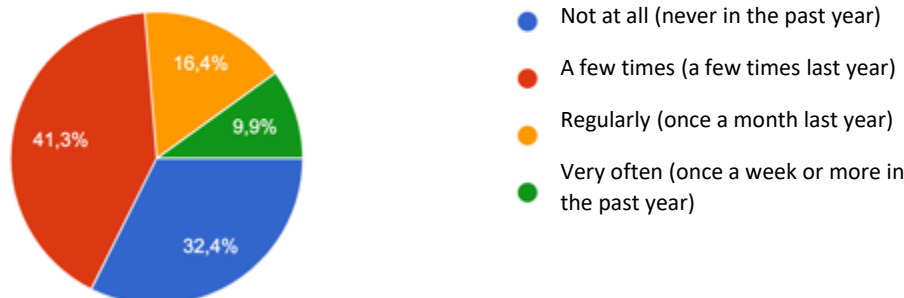 16,4%
9,9%
41,3%
32,4%
Not at all (never in the past year)
A few times (a few times last year)
Regularly (once a month last year)
Very often (once a week or more in
the past year)